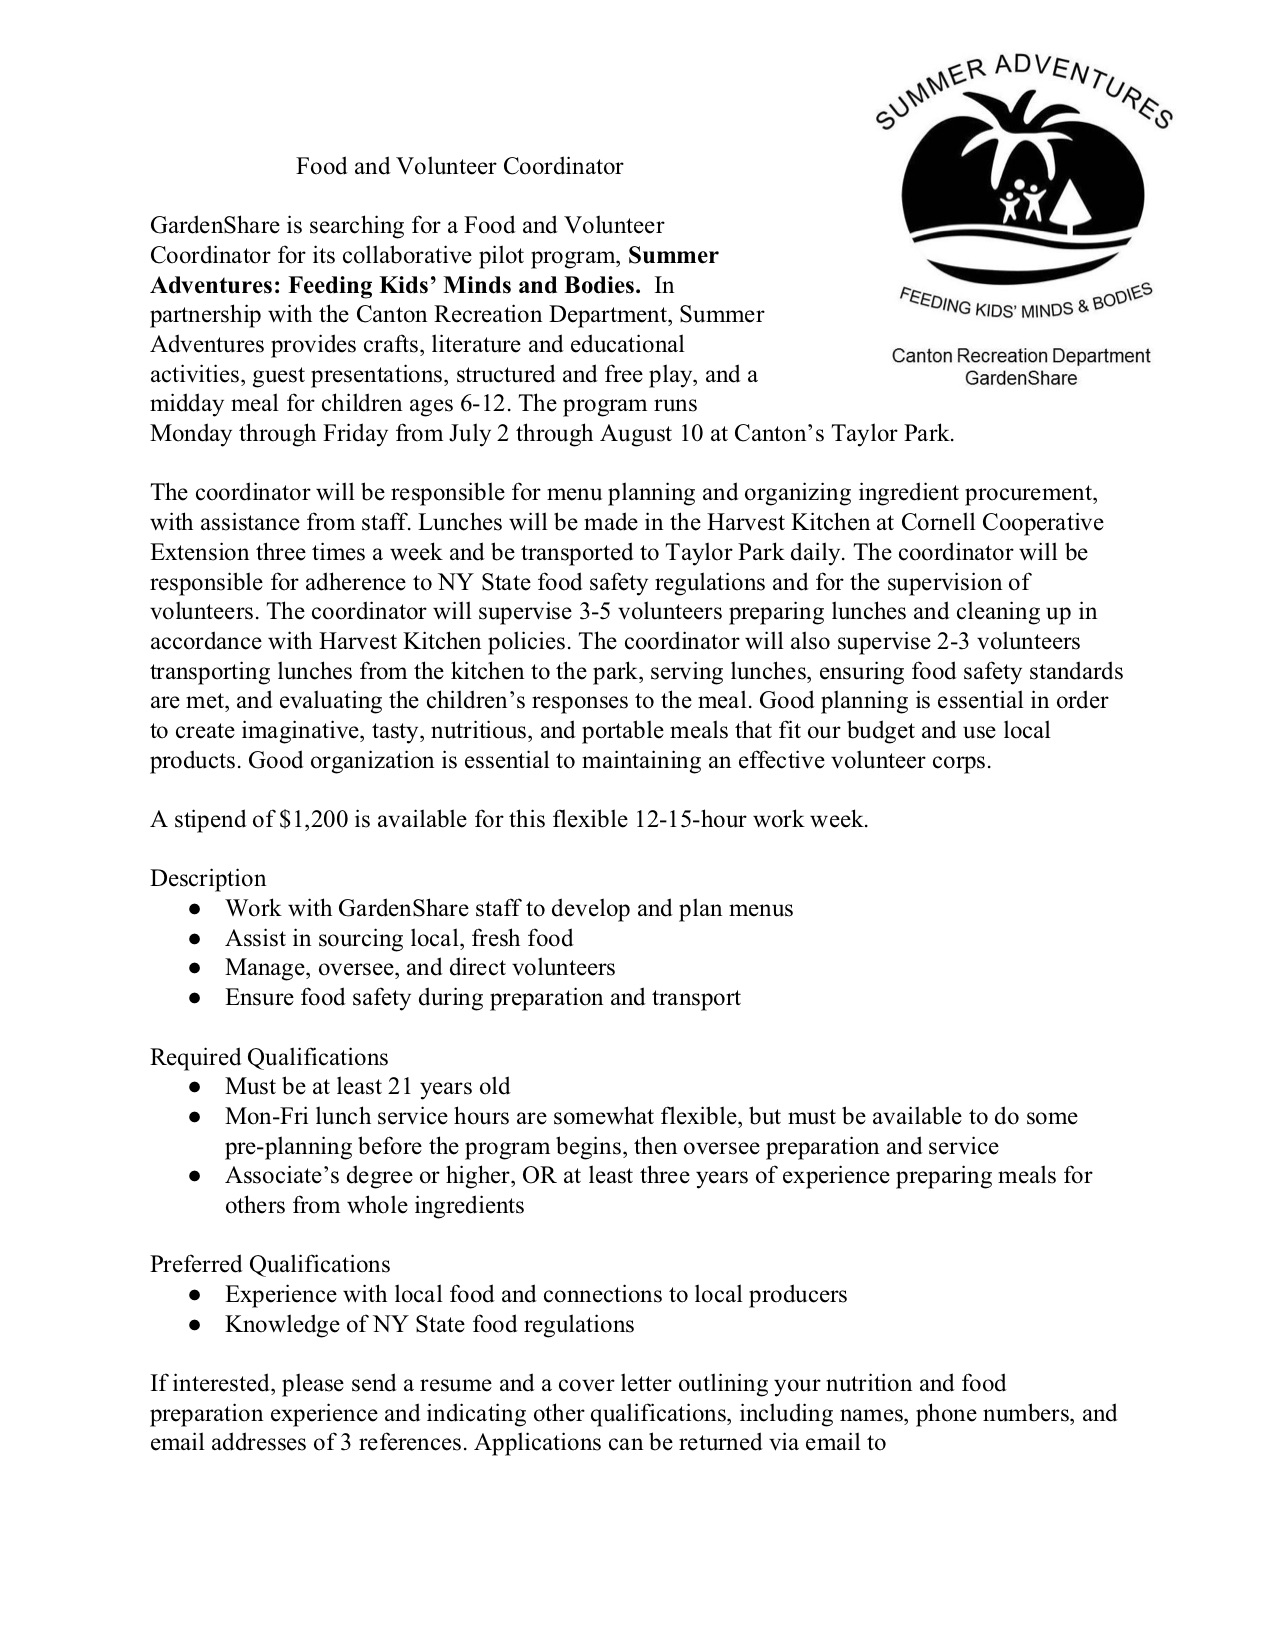 SUMMER ADVENTURES
FEEDING KIDS' MINDS & BODIES
Canton Recreation Department
GardenShare
Food and Volunteer Coordinator
GardenShare is searching for a Food and Volunteer
Coordinator for its collaborative pilot program, Summer
Adventures: Feeding Kids’ Minds and Bodies.  In
partnership with the Canton Recreation Department, Summer
Adventures provides crafts, literature and educational
activities, guest presentations, structured and free play, and a
midday meal for children ages 6-12. The program runs
Monday through Friday from July 2 through August 10 at Canton’s Taylor Park.
The coordinator will be responsible for menu planning and organizing ingredient procurement,
with assistance from staff. Lunches will be made in the Harvest Kitchen at Cornell Cooperative
Extension three times a week and be transported to Taylor Park daily. The coordinator will be
responsible for adherence to NY State food safety regulations and for the supervision of
volunteers. The coordinator will supervise 3-5 volunteers preparing lunches and cleaning up in
accordance with Harvest Kitchen policies. The coordinator will also supervise 2-3 volunteers
transporting lunches from the kitchen to the park, serving lunches, ensuring food safety standards
are met, and evaluating the children’s responses to the meal. Good planning is essential in order
to create imaginative, tasty, nutritious, and portable meals that fit our budget and use local
products. Good organization is essential to maintaining an effective volunteer corps.
A stipend of $1,200 is available for this flexible 12-15-hour work week.
Description
● Work with GardenShare staff to develop and plan menus
● Assist in sourcing local, fresh food
● Manage, oversee, and direct volunteers
● Ensure food safety during preparation and transport
Required Qualifications
● Must be at least 21 years old
● Mon-Fri lunch service hours are somewhat flexible, but must be available to do some
pre-planning before the program begins, then oversee preparation and service
● Associate’s degree or higher, OR at least three years of experience preparing meals for
others from whole ingredients
Preferred Qualifications
● Experience with local food and connections to local producers
● Knowledge of NY State food regulations
If interested, please send a resume and a cover letter outlining your nutrition and food
preparation experience and indicating other qualifications, including names, phone numbers, and
email addresses of 3 references. Applications can be returned via email to